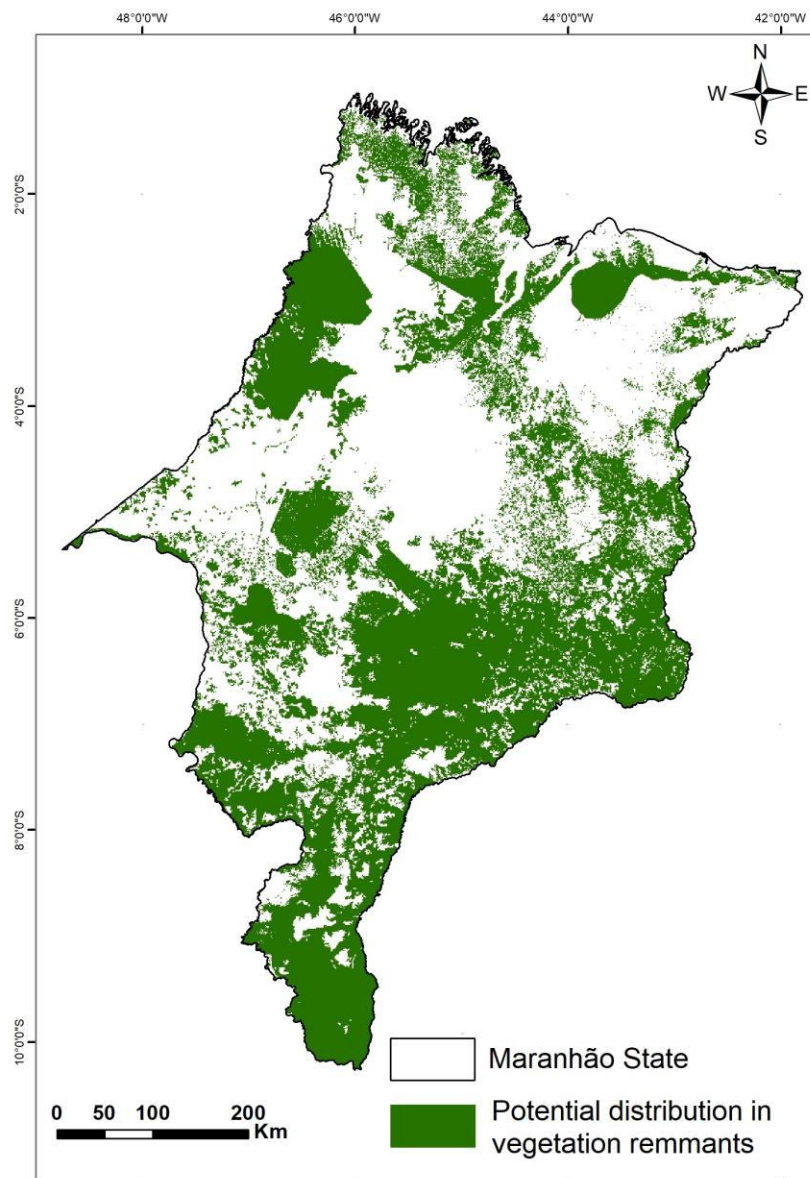 48°0'0"W 46°0'0"W 44°0'0"W 42°0'0"W
N
W E
S
2°0'0"S
4°0'0"S
6°0'0"S
8°0'0"S
10°0'0"S
Maranhão State
Potential distribution in
vegetation remmants
0 50 100 200
Km